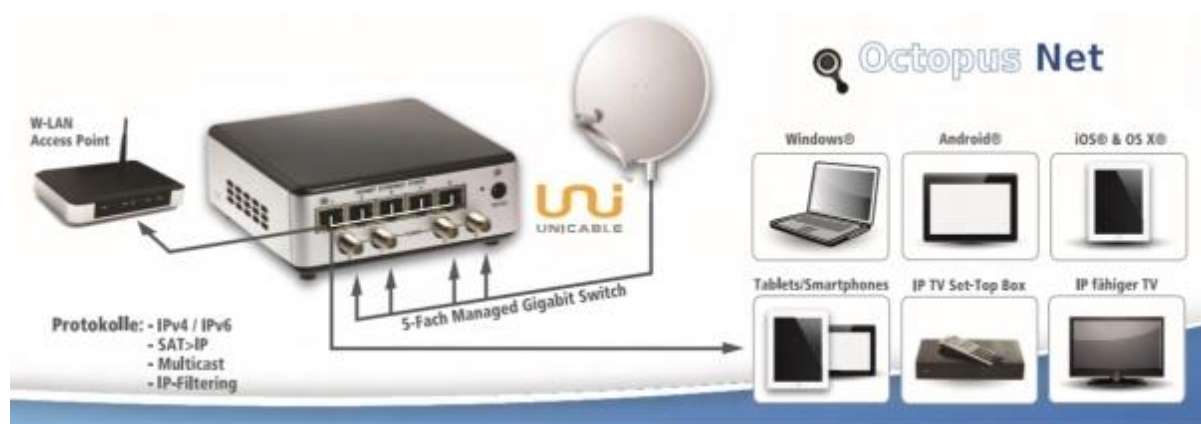 Octopus Net
W-LAN
Access Point
Windows®
Android®
iOS® & OS X®
UNi
UNICABLE
Tablets/Smartphones
IP TV Set-Top Box
IP fähiger TV
5-Fach Managed Gigabit Switch
Protokolle: - IPv4 / IPv6
- SAT>IP
- Multicast
- IP-Filtering